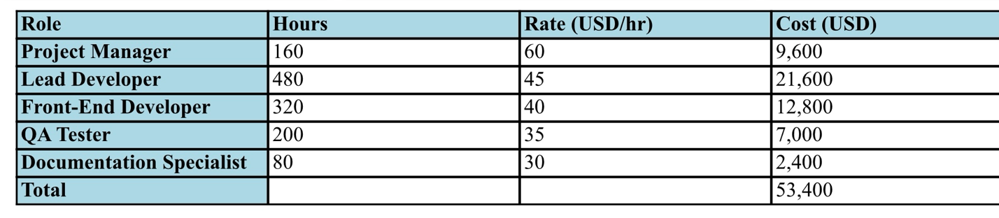 Role Hours Rate (USD/hr) Cost (USD)
Project Manager 160 60 9,600
Lead Developer 480 45 21,600
Front-End Developer 320 40 12,800
QA Tester 200 35 7,000
Documentation Specialist 80 30 2,400
Total 53,400